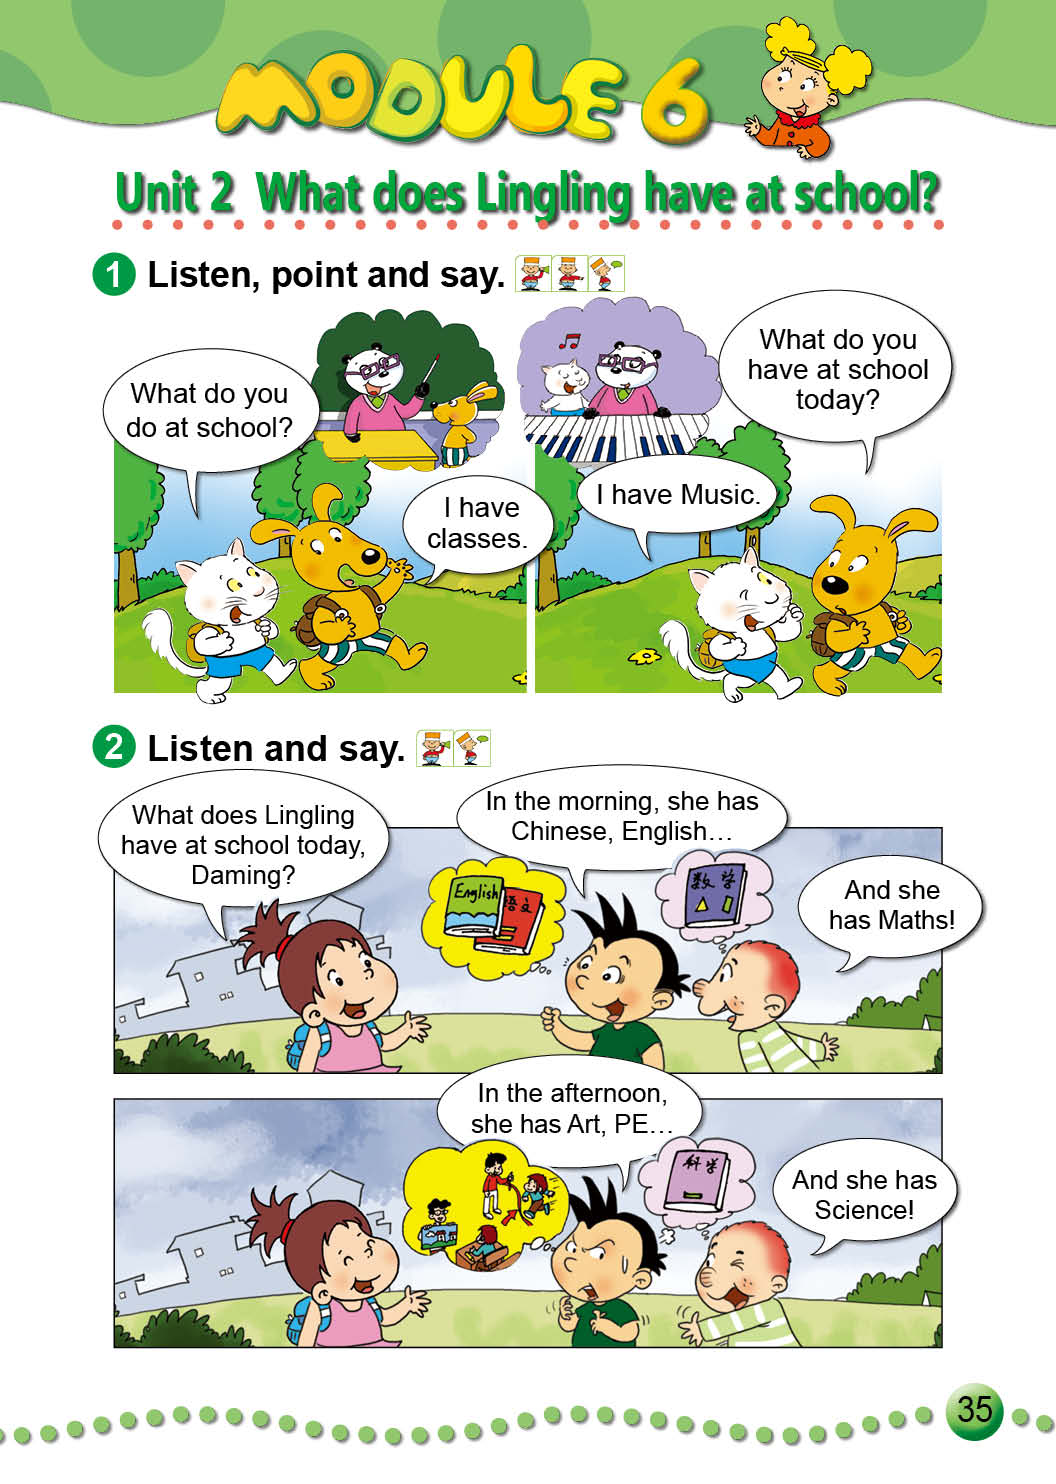 MODULE 6
Unit 2 What does Lingling have at school?
1 Listen, point and say.
What do you
do at school?
I have
classes.
What do you
have at school
today?
I have Music.
2 Listen and say.
What does Lingling
have at school today,
Daming?
In the morning, she has
Chinese, English…
English
语文
数学
And she
has Maths!
In the afternoon,
she has Art, PE…
科学
And she has
Science!
35